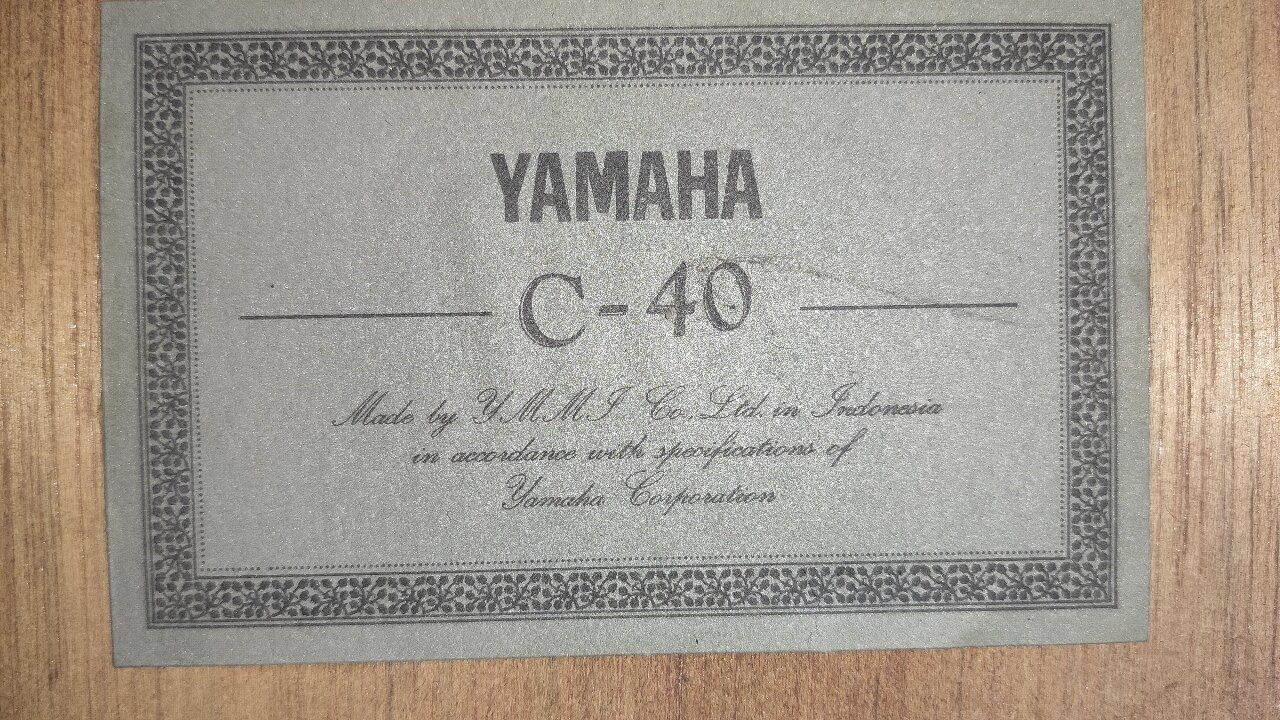 YAMAHA
C-40
Made by Y.M.M.I Co., Ltd. in Indonesia
in accordance with specifications of
Yamaha Corporation